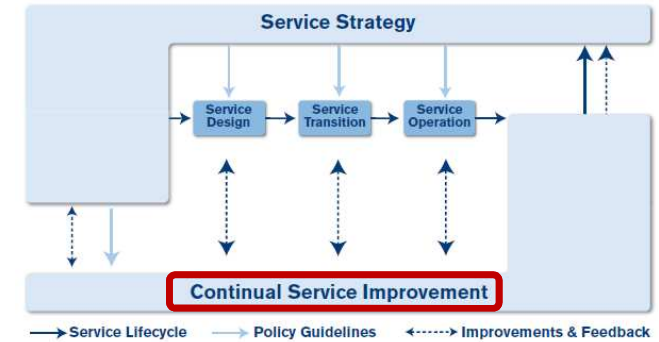 Service Strategy
Service
Design
Service
Transition
Service
Operation
Continual Service Improvement
Service Lifecycle
Policy Guidelines
Improvements & Feedback